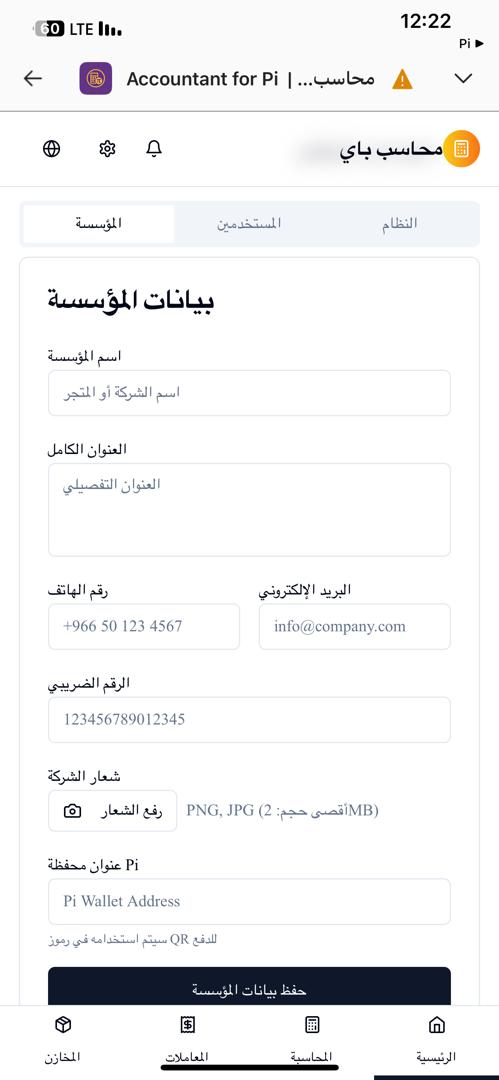 60 LTE 12:22
Pi ▶
Accountant for Pi | ...محاسب
محاسب باي
النظام
المستخدمين
المؤسسة
بيانات المؤسسة
اسم المؤسسة
اسم الشركة أو المتجر
العنوان الكامل
العنوان التفصيلي
البريد الإلكتروني
info@company.com
رقم الهاتف
+966 50 123 4567
الرقم الضريبي
123456789012345
شعار الشركة
رفع الشعار
PNG, JPG (أقصى حجم: 2MB)
Pi عنوان محفظة
Pi Wallet Address
للدفع QR سيتم استخدامه في رموز
حفظ بيانات المؤسسة
الرئيسية
المحاسبة
المعاملات
المخازن